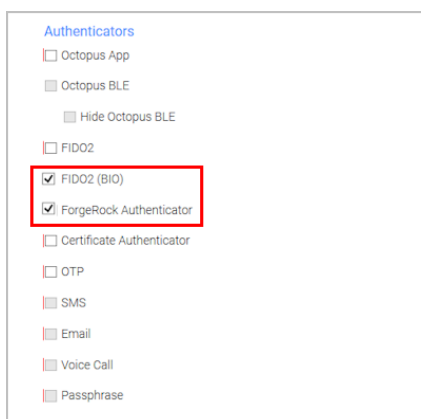 Authenticators
Octopus App
Octopus BLE
Hide Octopus BLE
FIDO2
FIDO2 (BIO)
ForgeRock Authenticator
Certificate Authenticator
OTP
SMS
Email
Voice Call
Passphrase